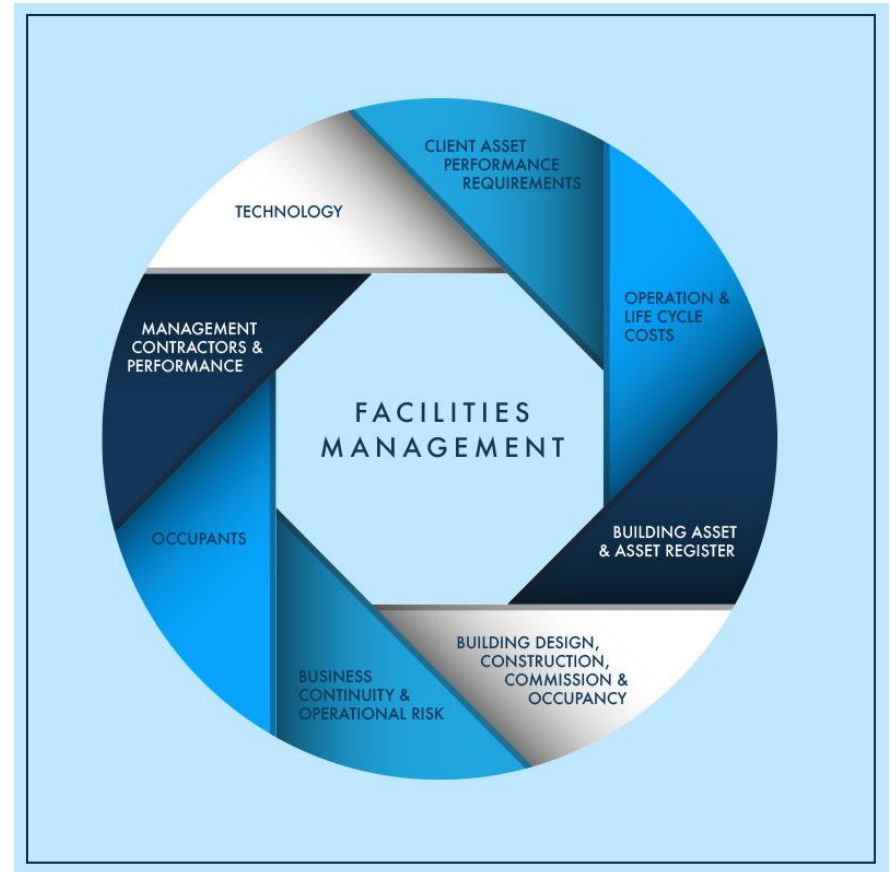 CLIENT ASSET
PERFORMANCE
REQUIREMENTS
TECHNOLOGY
OPERATION &
LIFE CYCLE
COSTS
MANAGEMENT
CONTRACTORS &
PERFORMANCE
FACILITIES
MANAGEMENT
OCCUPANTS
BUILDING ASSET
& ASSET REGISTER
BUILDING DESIGN,
CONSTRUCTION,
COMMISSION &
OCCUPANCY
BUSINESS
CONTINUITY &
OPERATIONAL RISK